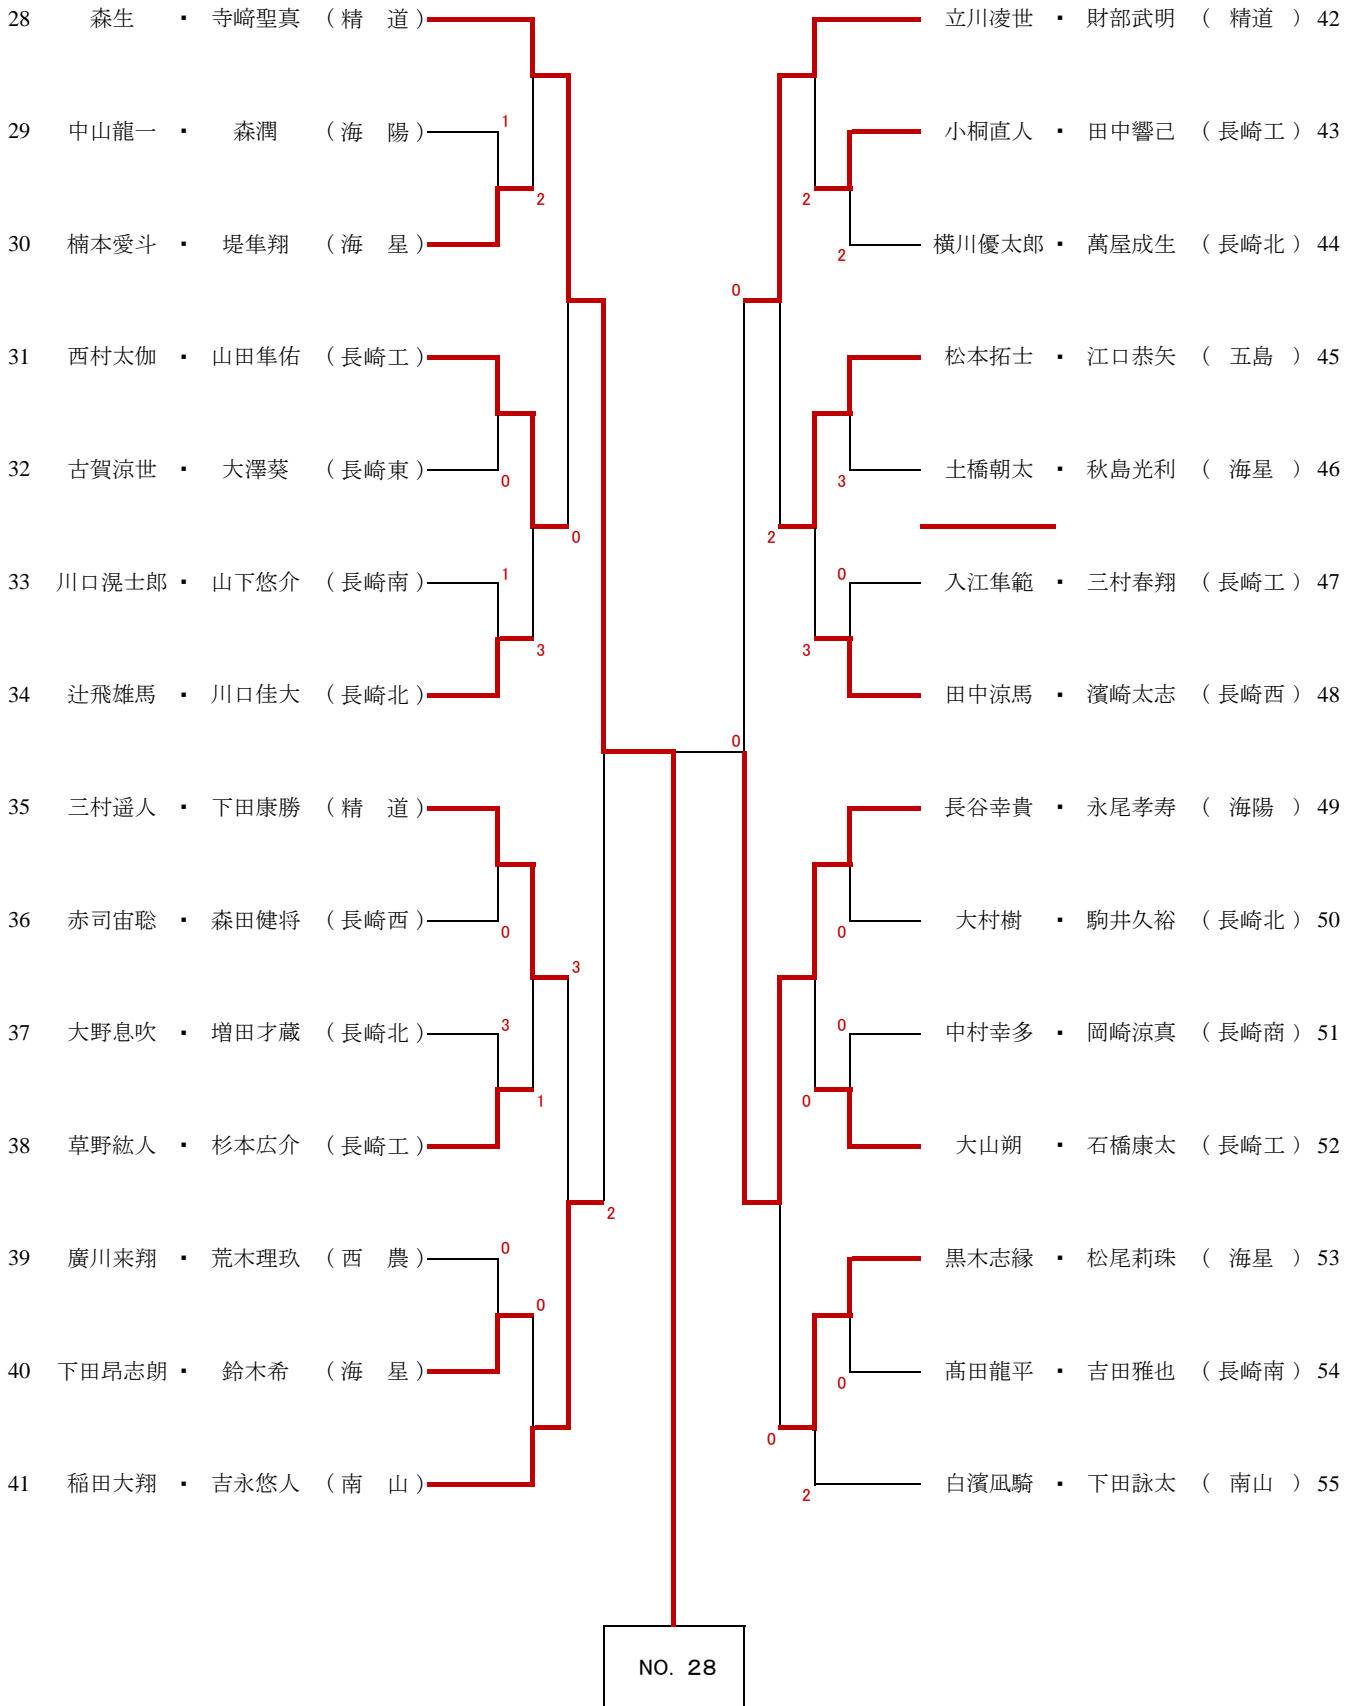 28 森生 ・ 寺﨑聖真 （精　道） 立川凌世 ・ 財部武明 （ 精道 ） 42
29 中山龍一 ・ 森潤 （海　陽） 1 小桐直人 ・ 田中響己 （長崎工） 43
2 2
30 楠本愛斗 ・ 堤隼翔 （海　星） 横川優太郎 ・ 萬屋成生 （長崎北） 44
2
0
31 西村太伽 ・ 山田隼佑 （長崎工） 松本拓士 ・ 江口恭矢 （ 五島 ） 45
32 古賀涼世 ・ 大澤葵 （長崎東） 0 3 土橋朝太 ・ 秋島光利 （ 海星 ） 46
0 2
33 川口滉士郎 ・ 山下悠介 （長崎南） 1 0 入江隼範 ・ 三村春翔 （長崎工） 47
3 3
34 辻飛雄馬 ・ 川口佳大 （長崎北） 田中涼馬 ・ 濱崎太志 （長崎西） 48
0
35 三村遥人 ・ 下田康勝 （精　道） 長谷幸貴 ・ 永尾孝寿 （ 海陽 ） 49
36 赤司宙聡 ・ 森田健将 （長崎西） 0 0 大村樹 ・ 駒井久裕 （長崎北） 50
3
37 大野息吹 ・ 増田才蔵 （長崎北） 3 0 中村幸多 ・ 岡崎涼真 （長崎商） 51
1 0
38 草野紘人 ・ 杉本広介 （長崎工） 大山朔 ・ 石橋康太 （長崎工） 52
2
39 廣川来翔 ・ 荒木理玖 （西　農） 0 黒木志縁 ・ 松尾莉珠 （ 海星 ） 53
0
40 下田昂志朗 ・ 鈴木希 （海　星） 0 髙田龍平 ・ 吉田雅也 （長崎南） 54
0
41 稲田大翔 ・ 吉永悠人 （南　山） 2 白濱凪騎 ・ 下田詠太 （ 南山 ） 55
NO. 28